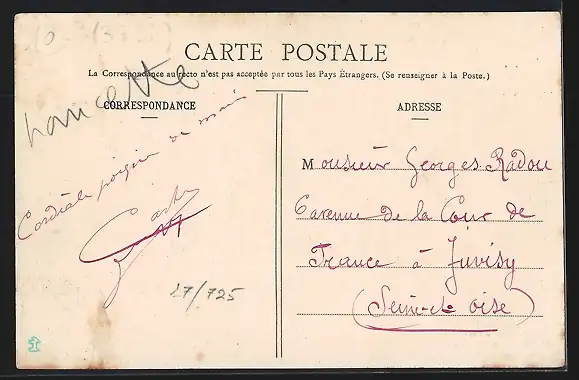 CARTE POSTALE
La Correspondance au recto n'est pas acceptée par tous les Pays Étrangers. (Se renseigner à la Poste.)
CORRESPONDANCE
Cordiale poignée de main
27/725
ADRESSE
Monsieur Georges Radou
6 avenue de la Cour de
France à Juvisy
(Seine-et-Oise)